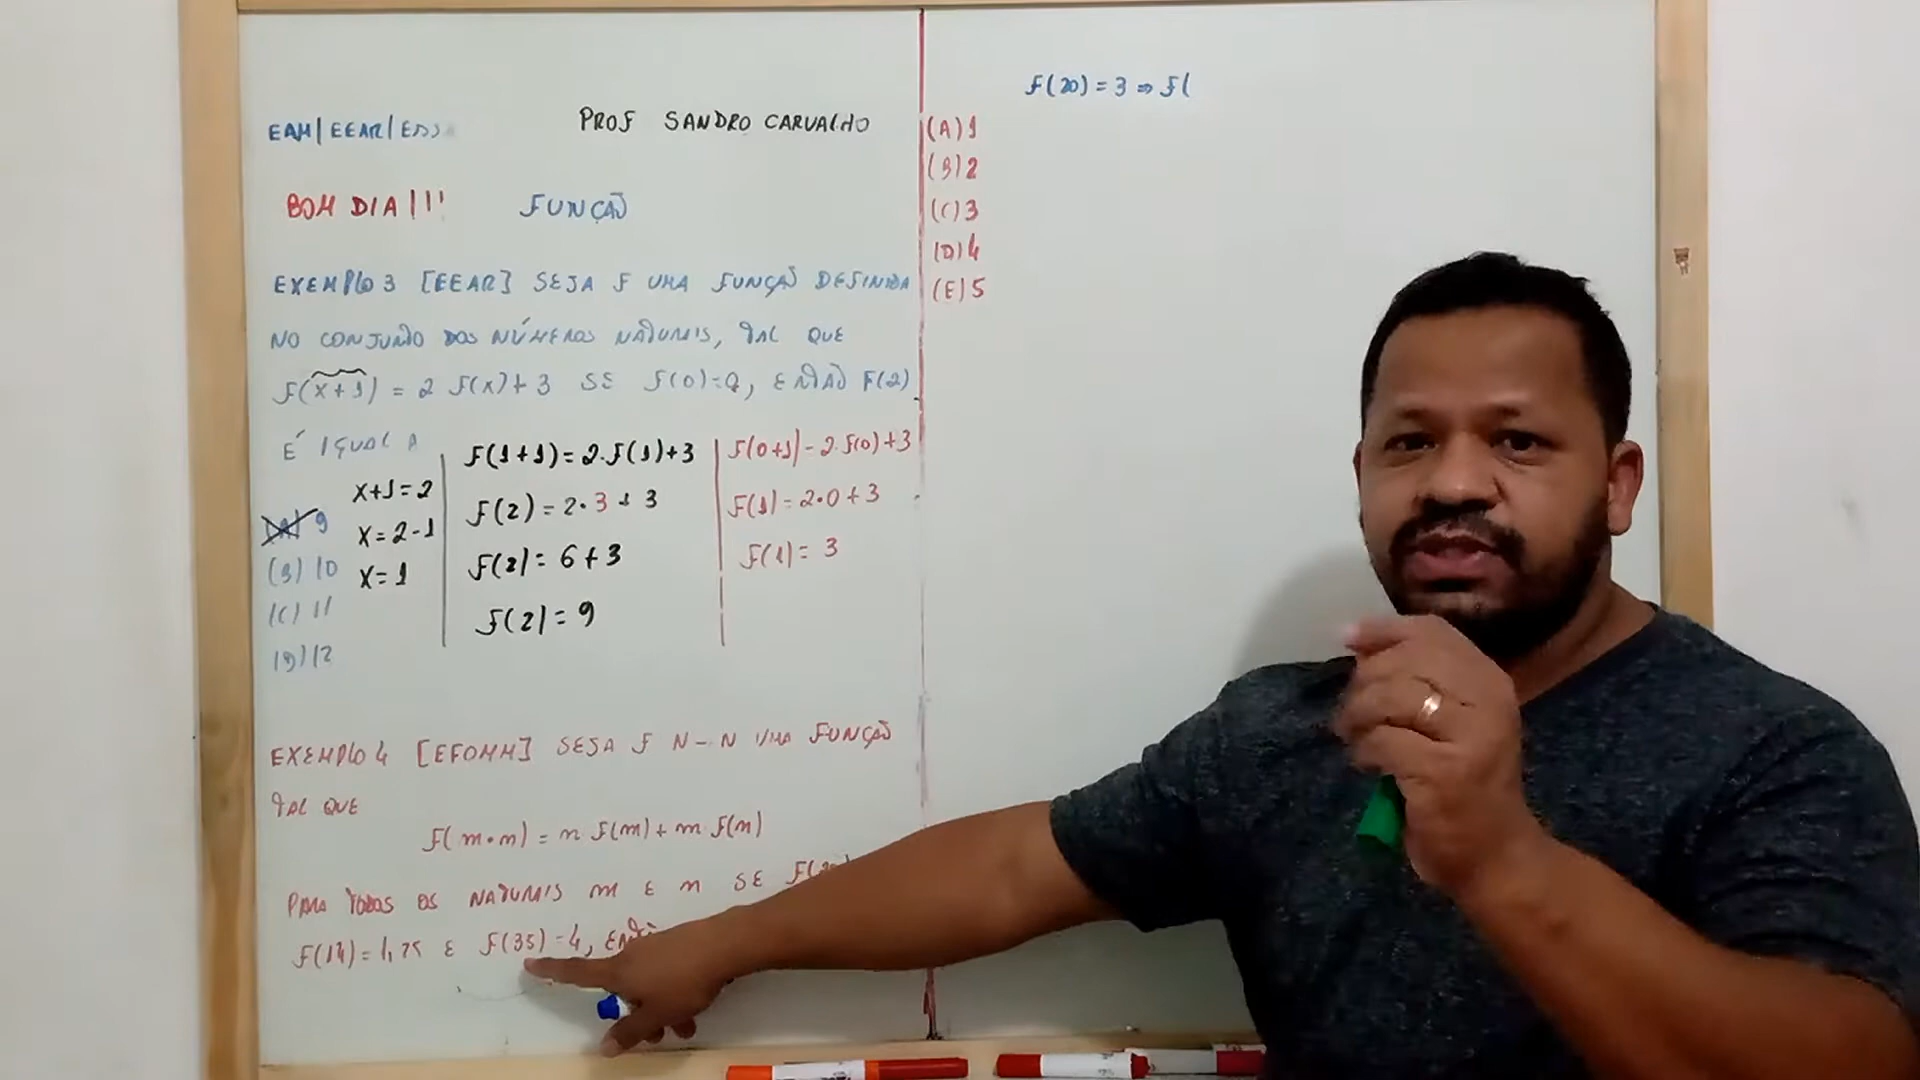 EAM/EEAR/ESSA
PROF SANDRO CARVALHO
BOM DIA!!!
FUNÇÃO
EXEMPLO 3 [EEAR] SEJA F UMA FUNÇÃO DEFINIDA
NO CONJUNTO DOS NÚMEROS NATURAIS, TAL QUE
F(x+1) = 2 F(x)+3 SE F(0)=0, ENTÃO F(2)
É IGUAL A
(A) 9
(B) 10
(C) 11
(D) 12
x+1=2
x=2-1
x=1
F(1+1)=2.F(1)+3
F(2)=2.3+3
F(2)=6+3
F(2)=9
F(0+1)=2.F(0)+3
F(1)=2.0+3
F(1)=3
EXEMPLO 4 [EFOMM] SEJA F N-N UMA FUNÇÃO
TAL QUE
F(m.n) = n F(m)+m F(n)
PARA TODOS OS NATURAIS m E n SE
F(14)=1,25 E F(35)=4,
F(20)=3 ⇒ F(
(A) 1
(B) 2
(C) 3
(D) 4
(E) 5